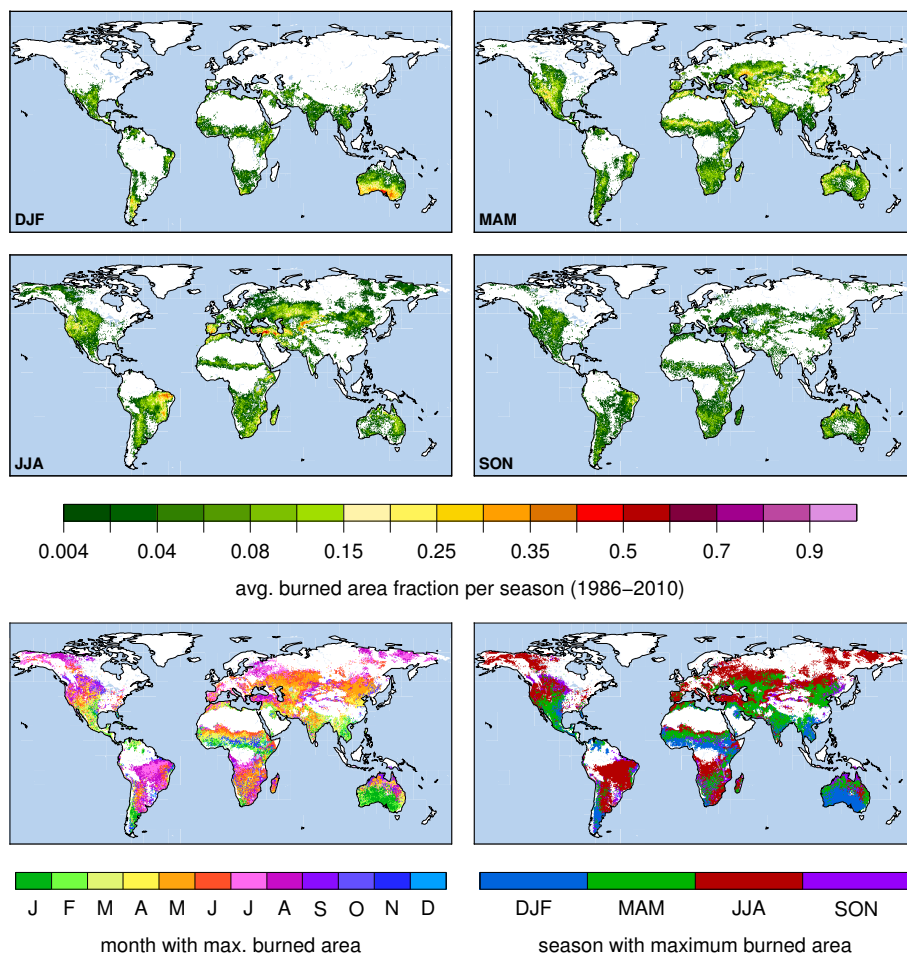 DJF
MAM
JJA
SON
0.004 0.04 0.08 0.15 0.25 0.35 0.5 0.7 0.9
avg. burned area fraction per season (1986−2010)
J F M A M J J A S O N D
month with max. burned area
DJF MAM JJA SON
season with maximum burned area